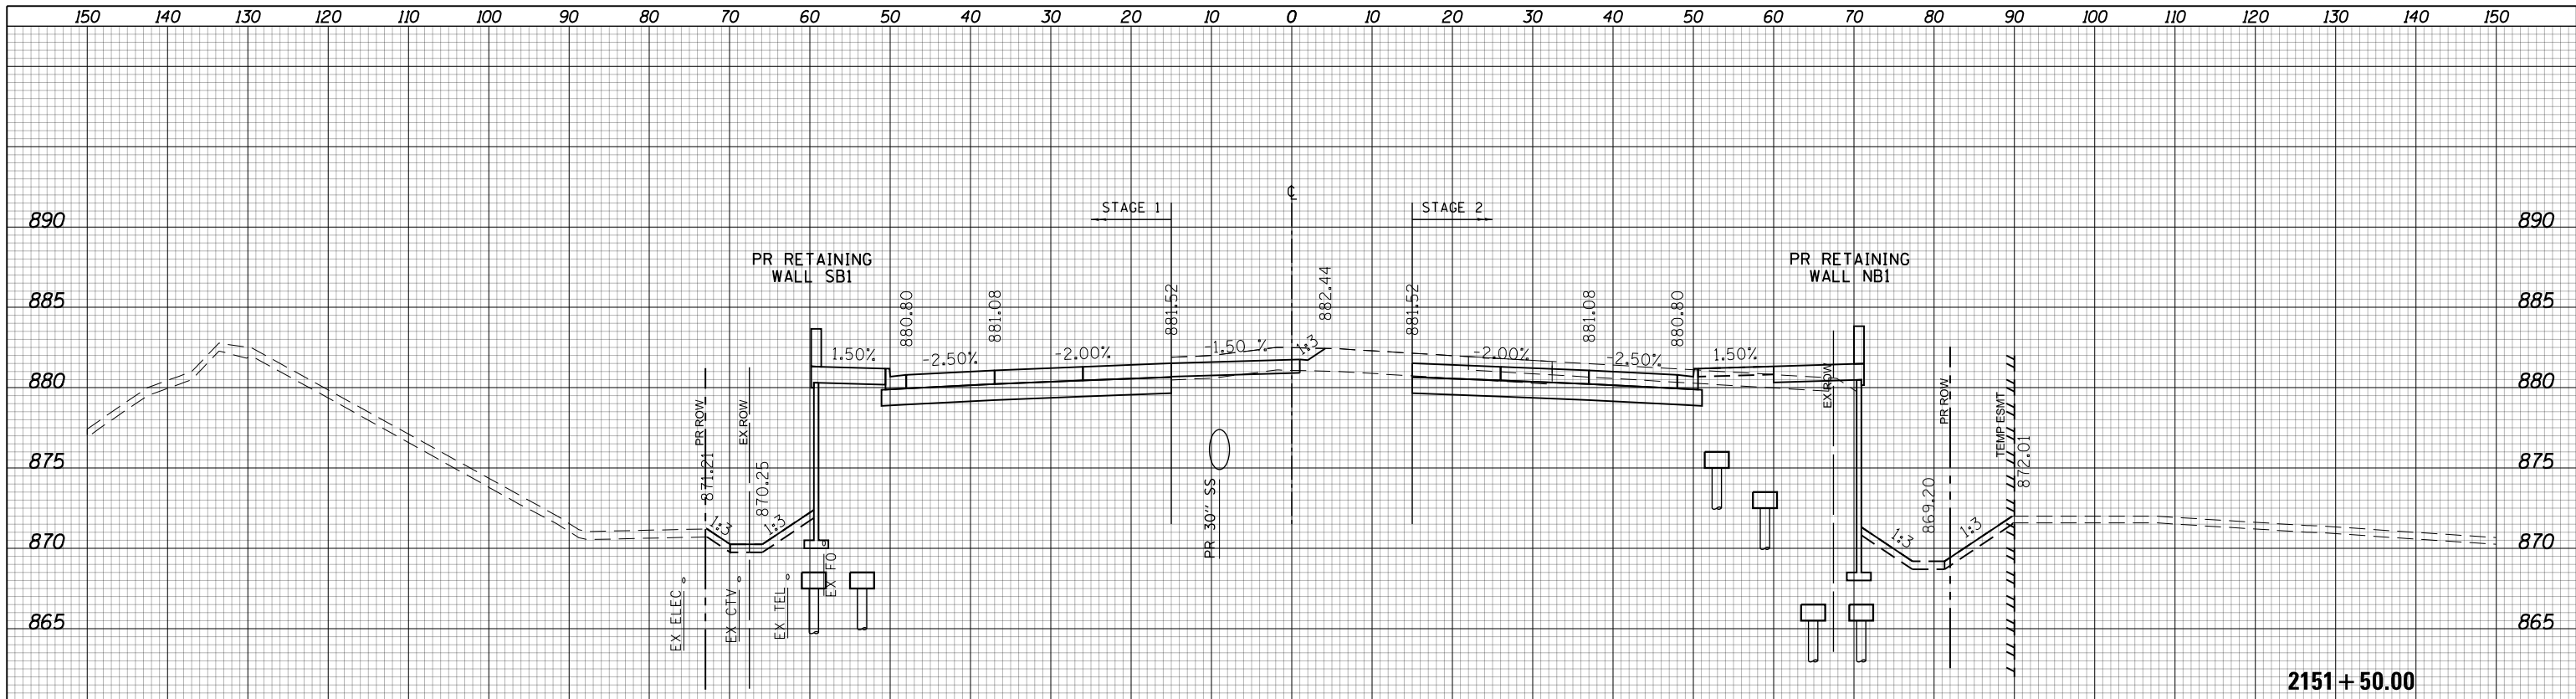 150 140 130 120 110 100 90 80 70 60 50 40 30 20 10 0 10 20 30 40 50 60 70 80 90 100 110 120 130 140 150
℄
890 STAGE 1 STAGE 2 890
PR RETAINING
WALL SB1
PR RETAINING
WALL NB1
885 880.80 881.08 881.52 882.44 881.52 881.08 880.80 885
1.50% -2.50% -2.00% -1.50 % 1:3 -2.00% -2.50% 1.50%
880 880
PR ROW EX ROW EX ROW PR ROW TEMP ESMT
875 875
871.21 870.25 869.20 872.01
1:3 1:3 1:3 1:3
PR 30" SS
870 870
EX ELEC EX CTV EX TEL EX FO
865 865
2151+50.00